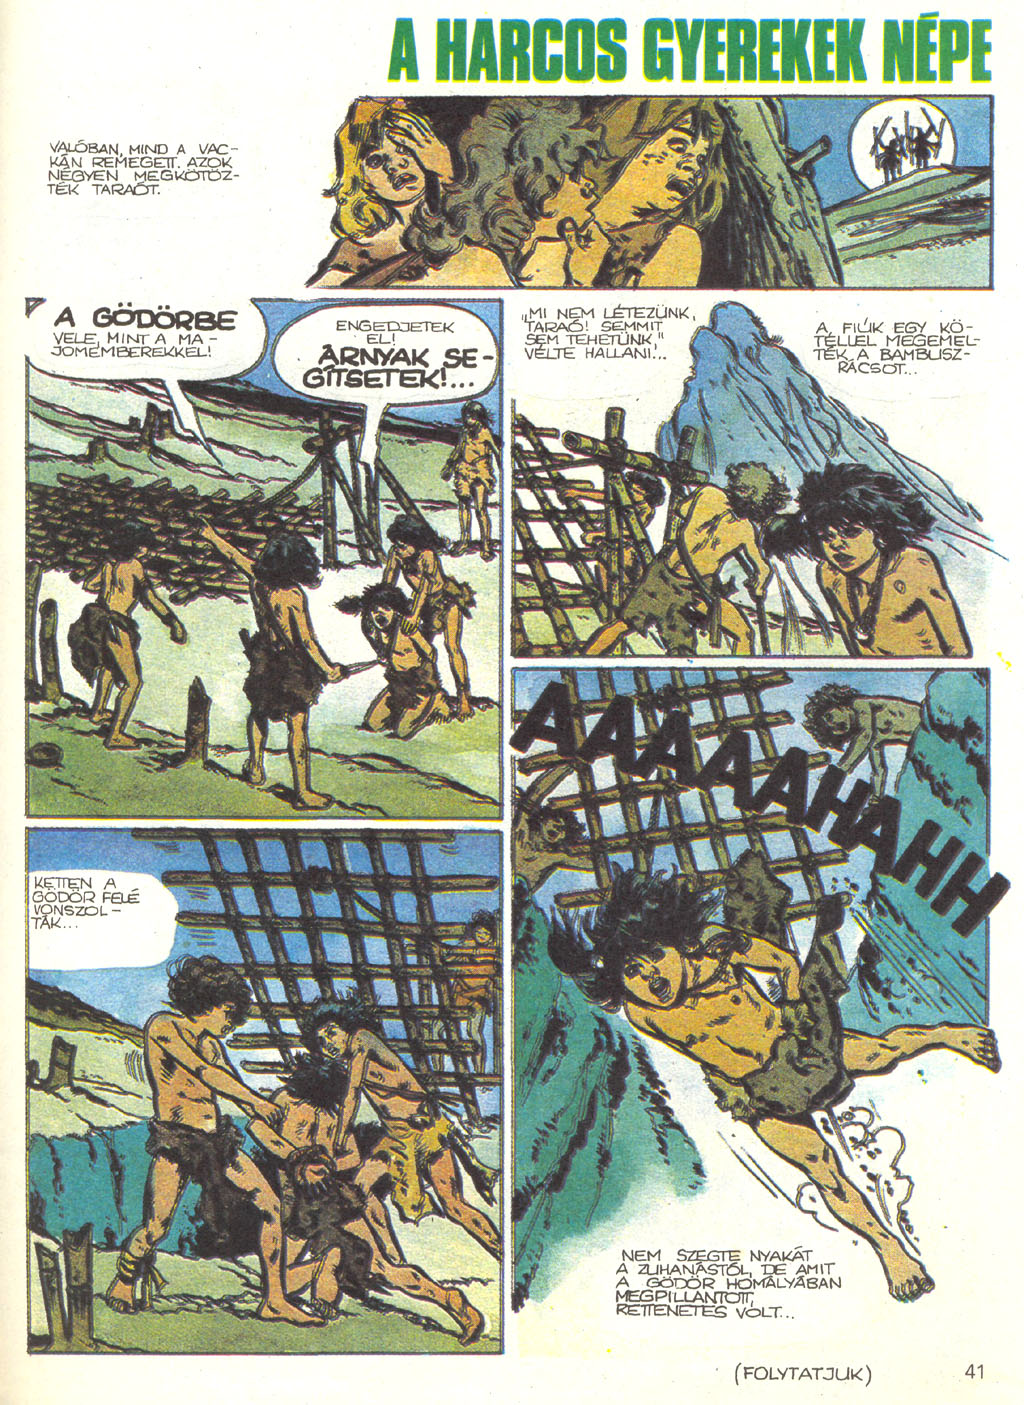 A HARCOS GYEREKEK NÉPE
VALÓBAN, MIND A VAC-
KÁN REMEGETT. AZOK
NÉGYEN MEGKÖTÖZ-
TÉK TARAÓT.
A GÖDÖRBE
VELE, MINT A MA-
JOMEMBEREKKEL!
ENGEDJETEK
EL!
ÁRNYAK SE-
GÍTSETEK!...
„MI NEM LÉTEZÜNK,
TARAÓ! SEMMIT
SEM TEHETÜNK,"
VÉLTE HALLANI...
A FIÚK EGY KÖ-
TÉLLEL MEGEMEL-
TÉK A BAMBUSZ-
RÁCSOT...
KETTEN A
GÖDÖR FELÉ
VONSZOL-
TÁK...
AAAAAAHAAHH
NEM SZEGTE NYAKÁT
A ZUHANÁSTÓL, DE AMIT
A GÖDÖR HOMÁLYÁBAN
MEGPILLANTOTT,
RETTENETES VOLT...
(FOLYTATJUK)
41